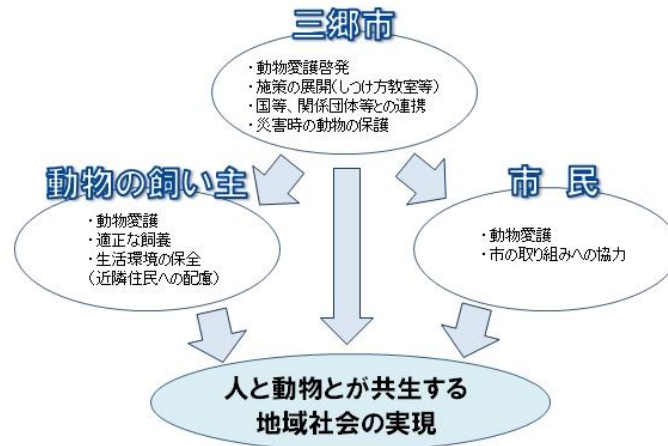 三郷市
・動物愛護啓発
・施策の展開(しつけ方教室等)
・国等、関係団体等との連携
・災害時の動物の保護
動物の飼い主
・動物愛護
・適正な飼養
・生活環境の保全
(近隣住民への配慮)
市 民
・動物愛護
・市の取り組みへの協力
人と動物とが共生する
地域社会の実現